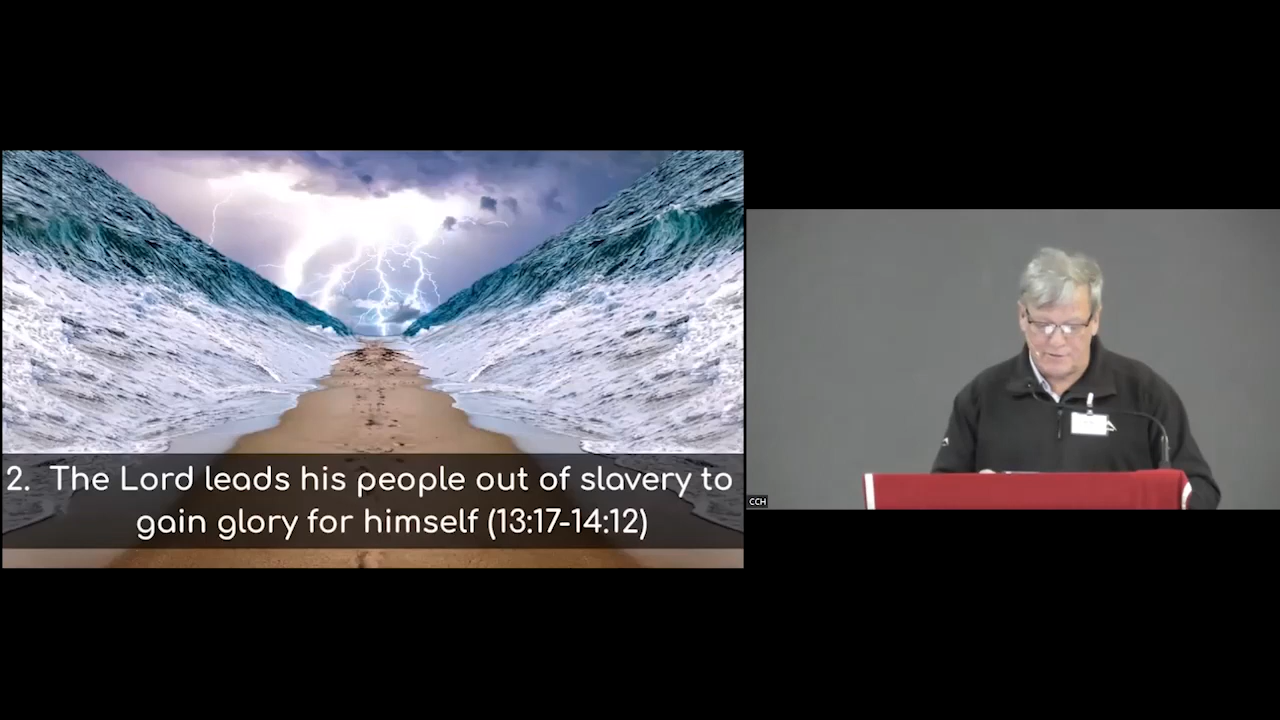 2. The Lord leads his people out of slavery to
gain glory for himself (13:17-14:12)
CCH